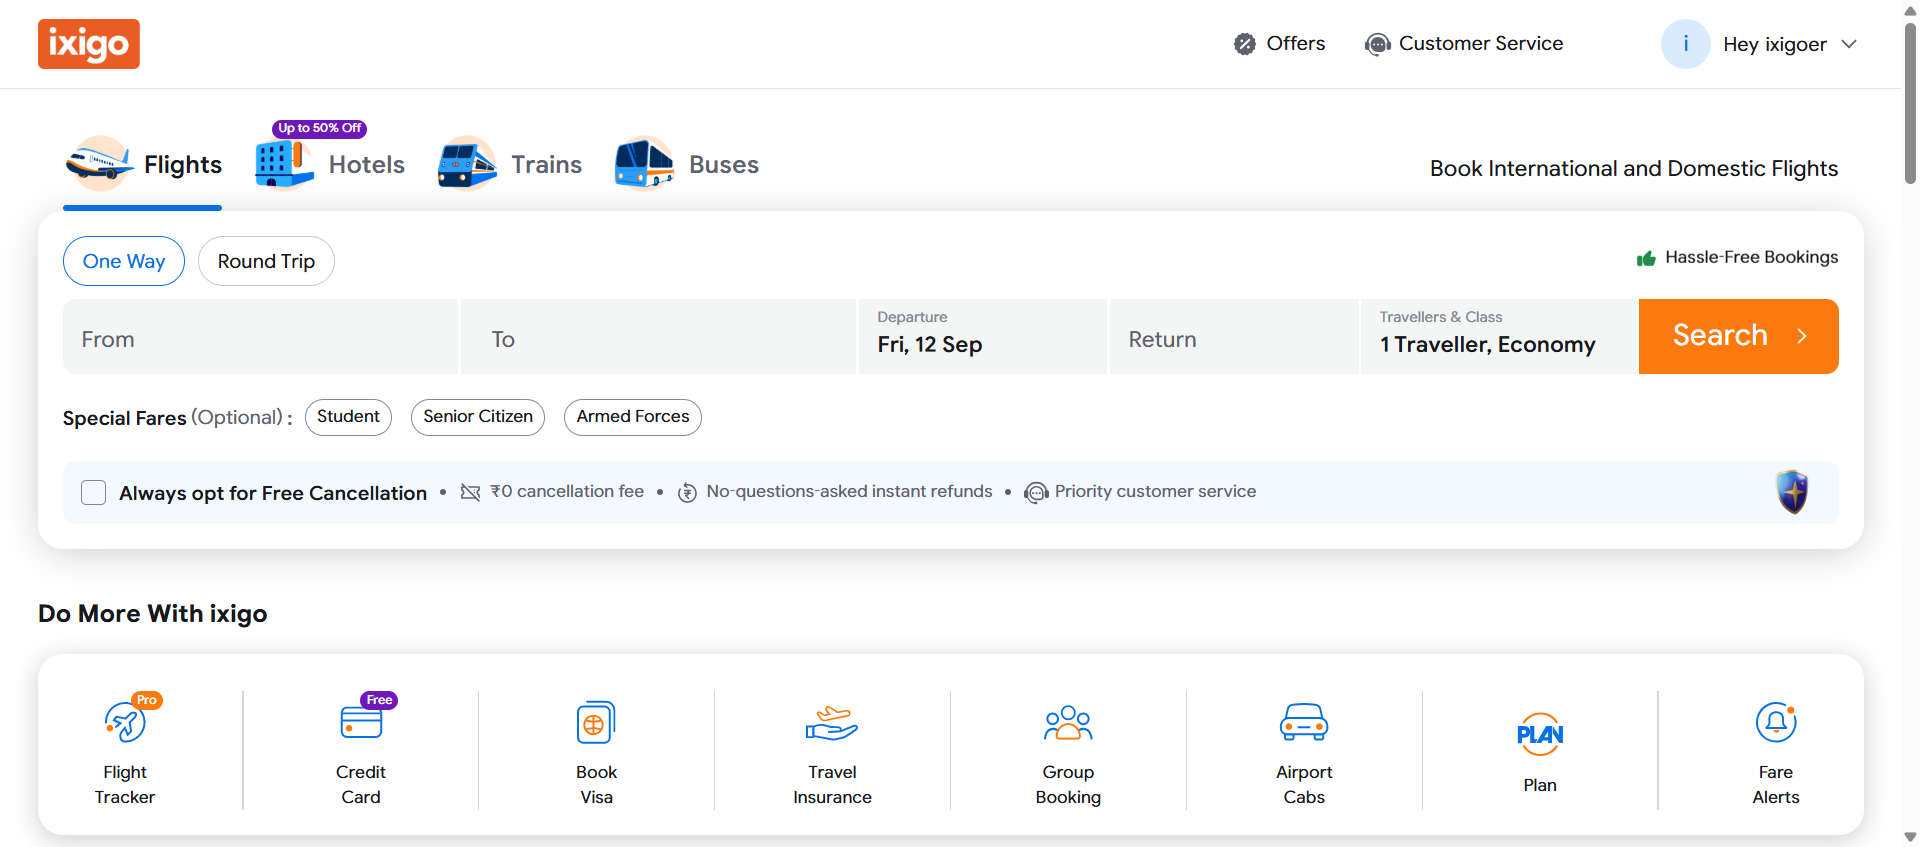 ixigo
Offers
Customer Service
i
Hey ixigoer
Flights
Up to 50% Off
Hotels
Trains
Buses
Book International and Domestic Flights
One Way
Round Trip
Hassle-Free Bookings
From
To
Departure
Fri, 12 Sep
Return
Travellers & Class
1 Traveller, Economy
Search
Special Fares (Optional) :
Student
Senior Citizen
Armed Forces
Always opt for Free Cancellation • ₹0 cancellation fee • No-questions-asked instant refunds • Priority customer service
Do More With ixigo
Pro
Flight
Tracker
Free
Credit
Card
Book
Visa
Travel
Insurance
Group
Booking
Airport
Cabs
PLAN
Plan
Fare
Alerts